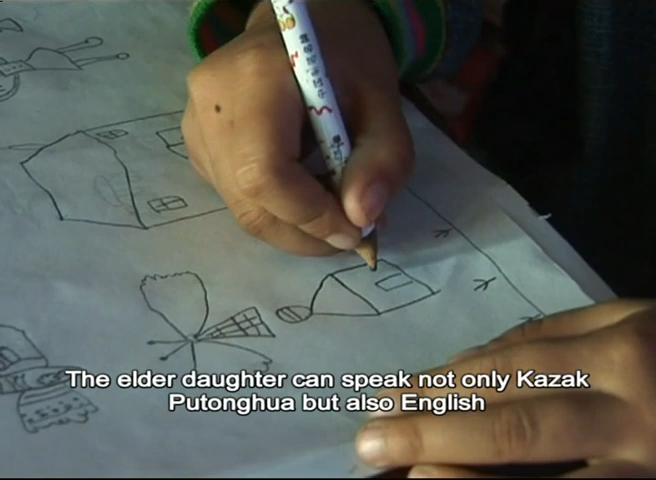 The elder daughter can speak not only Kazak
Putonghua but also English